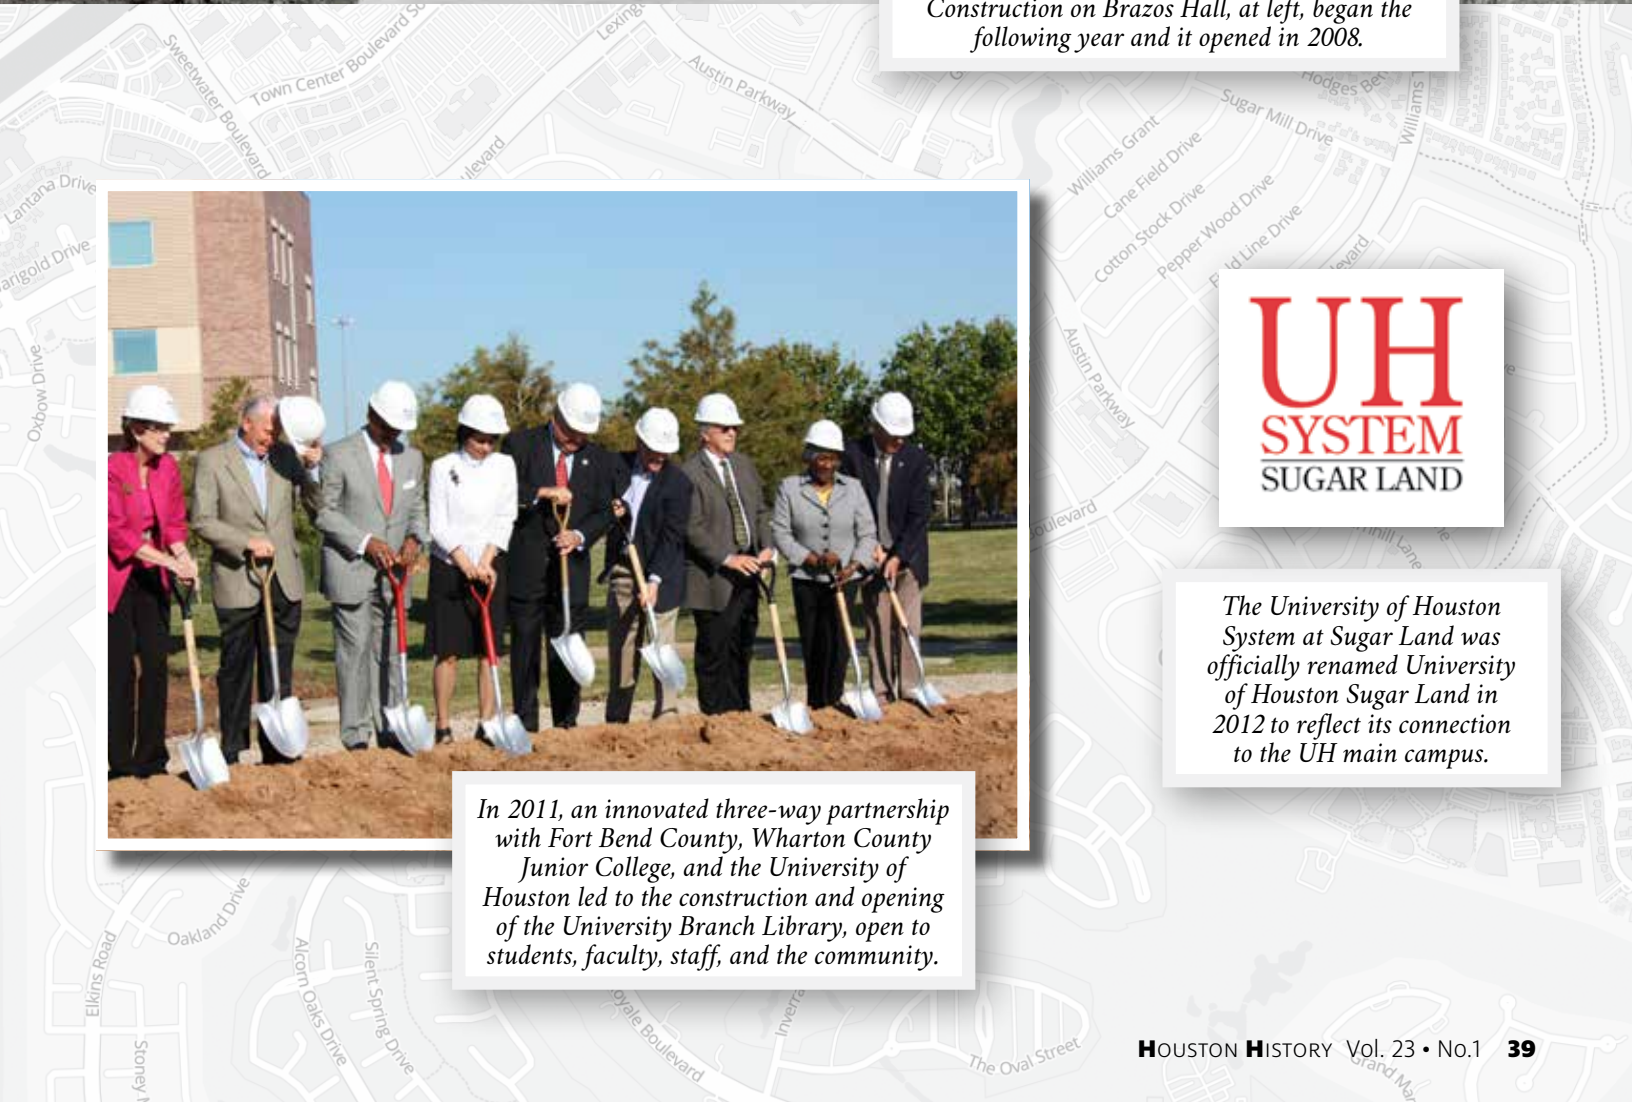 Construction on Brazos Hall, at left, began the
following year and it opened in 2008.
Sweetwater Boulevard
Town Center Boulevard
Austin Parkway
Sugar Mill Drive
Williams
Williams Grant
Cane Field Drive
Cotton Stock Drive
Pepper Wood Drive
Line Drive
Lantana Drive
Drive
Oxbow Drive
Austin Parkway
UH
SYSTEM
SUGAR LAND
The University of Houston
System at Sugar Land was
officially renamed University
of Houston Sugar Land in
2012 to reflect its connection
to the UH main campus.
In 2011, an innovated three-way partnership
with Fort Bend County, Wharton County
Junior College, and the University of
Houston led to the construction and opening
of the University Branch Library, open to
students, faculty, staff, and the community.
Oakland Drive
Elkins Road
Alcorn Oaks Drive
Silent Spring Drive
Stoney
Boulevard
The Oval Street
HOUSTON HISTORY Vol. 23 • No.1 39